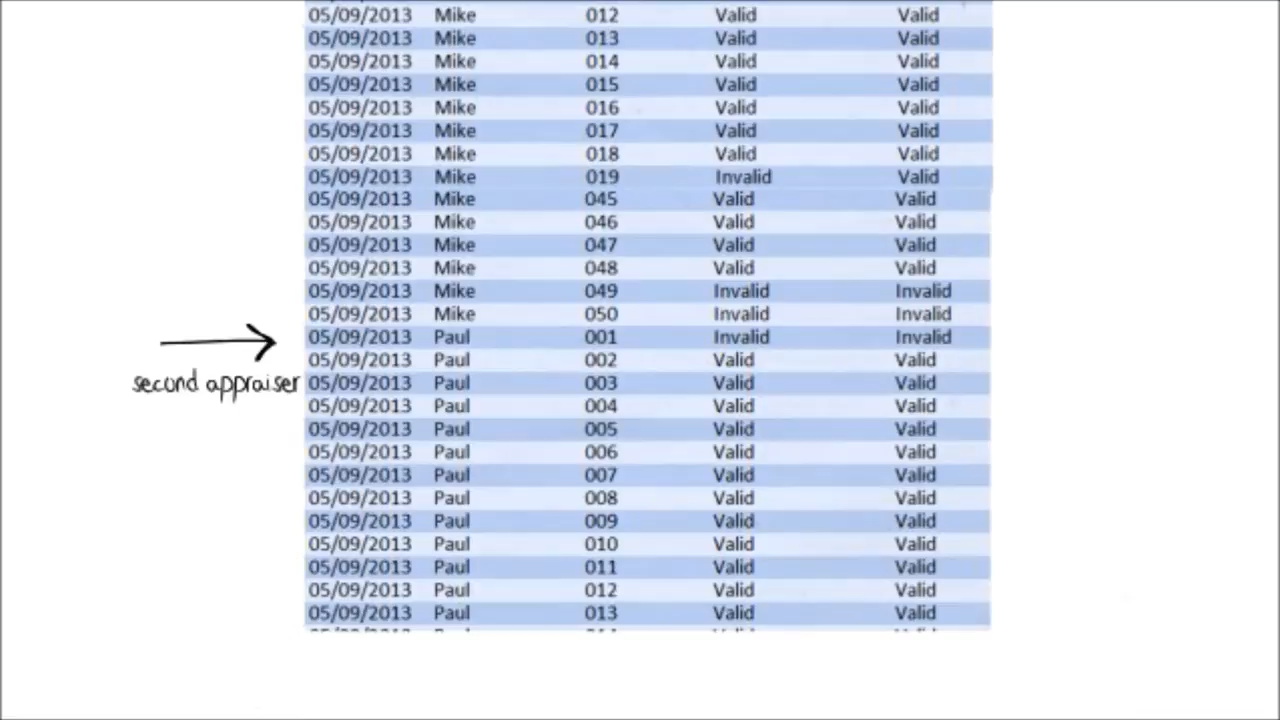 05/09/2013 Mike 012 Valid Valid
05/09/2013 Mike 013 Valid Valid
05/09/2013 Mike 014 Valid Valid
05/09/2013 Mike 015 Valid Valid
05/09/2013 Mike 016 Valid Valid
05/09/2013 Mike 017 Valid Valid
05/09/2013 Mike 018 Valid Valid
05/09/2013 Mike 019 Invalid Valid
05/09/2013 Mike 045 Valid Valid
05/09/2013 Mike 046 Valid Valid
05/09/2013 Mike 047 Valid Valid
05/09/2013 Mike 048 Valid Valid
05/09/2013 Mike 049 Invalid Invalid
05/09/2013 Mike 050 Invalid Invalid
05/09/2013 Paul 001 Invalid Invalid
05/09/2013 Paul 002 Valid Valid
second appraiser
05/09/2013 Paul 003 Valid Valid
05/09/2013 Paul 004 Valid Valid
05/09/2013 Paul 005 Valid Valid
05/09/2013 Paul 006 Valid Valid
05/09/2013 Paul 007 Valid Valid
05/09/2013 Paul 008 Valid Valid
05/09/2013 Paul 009 Valid Valid
05/09/2013 Paul 010 Valid Valid
05/09/2013 Paul 011 Valid Valid
05/09/2013 Paul 012 Valid Valid
05/09/2013 Paul 013 Valid Valid